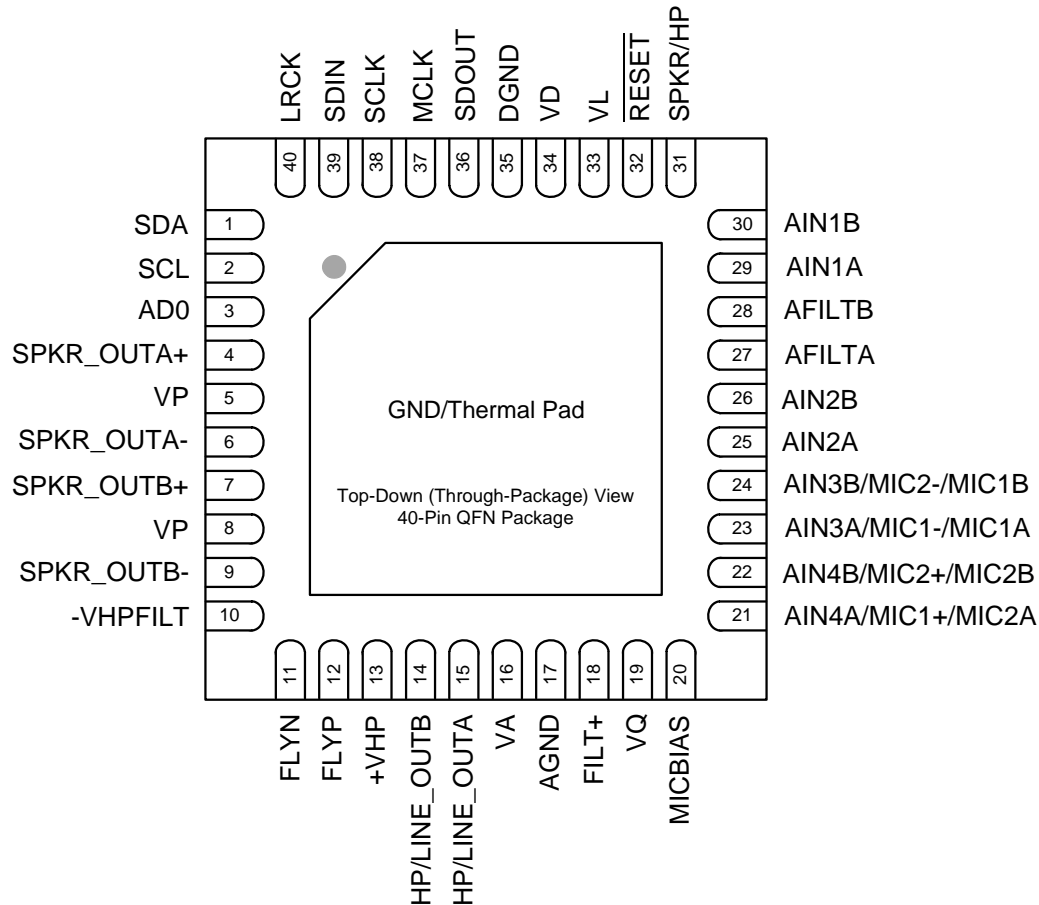 LRCK
SDIN
SCLK
MCLK
SDOUT
DGND
VD
VL
RESET
SPKR/HP
40
39
38
37
36
35
34
33
32
31
SDA 1
SCL 2
AD0 3
SPKR_OUTA+ 4
VP 5
SPKR_OUTA- 6
SPKR_OUTB+ 7
VP 8
SPKR_OUTB- 9
-VHPFILT 10
GND/Thermal Pad
Top-Down (Through-Package) View
40-Pin QFN Package
30 AIN1B
29 AIN1A
28 AFILTB
27 AFILTA
26 AIN2B
25 AIN2A
24 AIN3B/MIC2-/MIC1B
23 AIN3A/MIC1-/MIC1A
22 AIN4B/MIC2+/MIC2B
21 AIN4A/MIC1+/MIC2A
11
12
13
14
15
16
17
18
19
20
FLYN
FLYP
+VHP
HP/LINE_OUTB
HP/LINE_OUTA
VA
AGND
FILT+
VQ
MICBIAS